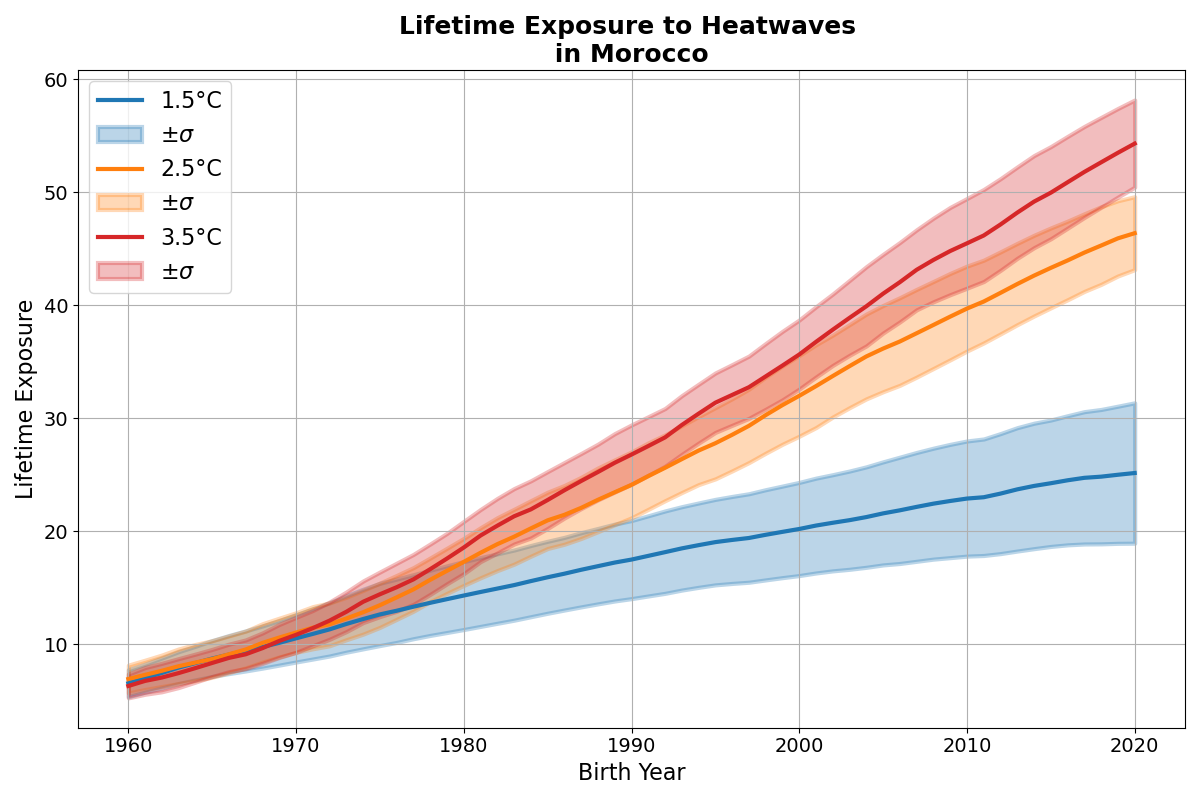 Lifetime Exposure to Heatwaves
in Morocco
60
50
40
30
20
10
Lifetime Exposure
1.5°C
±σ
2.5°C
±σ
3.5°C
±σ
1960 1970 1980 1990 2000 2010 2020
Birth Year